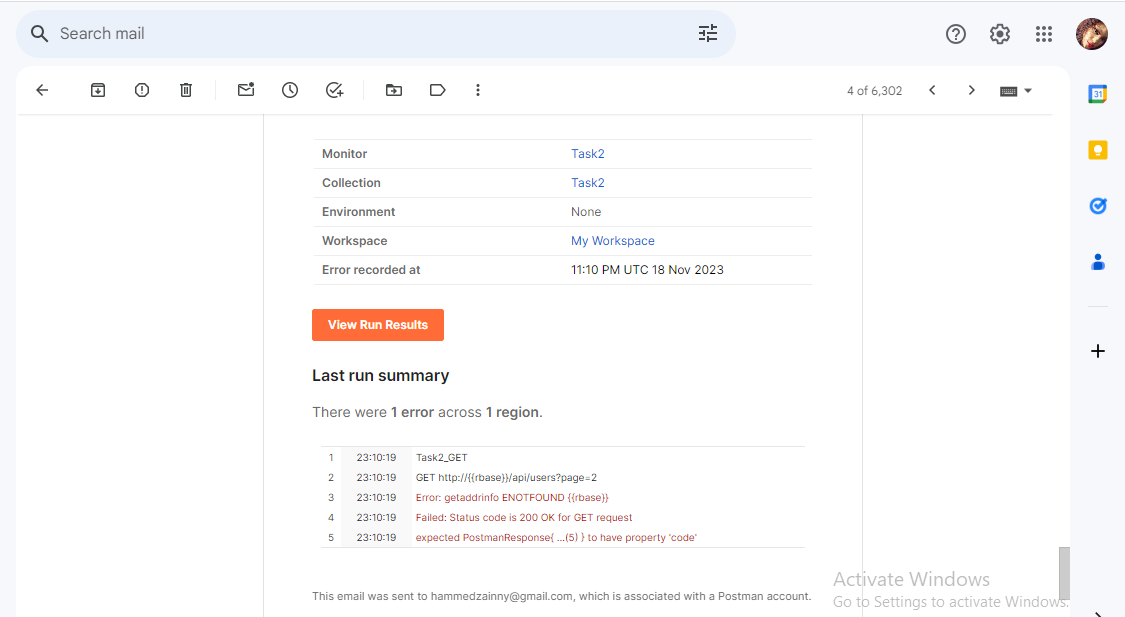 Search mail
4 of 6,302
31
Monitor Task2
Collection Task2
Environment None
Workspace My Workspace
Error recorded at 11:10 PM UTC 18 Nov 2023
View Run Results
Last run summary
There were 1 error across 1 region.
1 23:10:19 Task2_GET
2 23:10:19 GET http://{{rbase}}/api/users?page=2
3 23:10:19 Error: getaddrinfo ENOTFOUND {{rbase}}
4 23:10:19 Failed: Status code is 200 OK for GET request
5 23:10:19 expected PostmanResponse{ …(5) } to have property 'code'
Activate Windows
Go to Settings to activate Windows.
This email was sent to hammedzainny@gmail.com, which is associated with a Postman account.